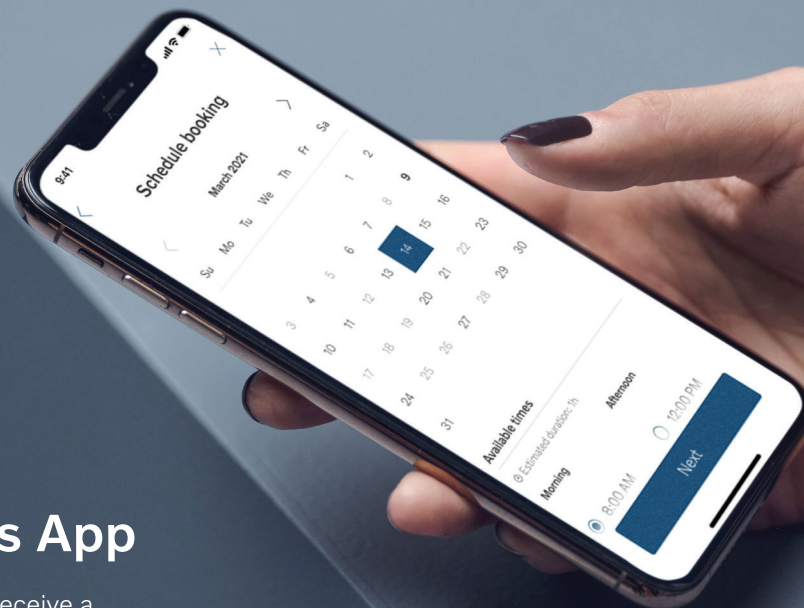 9:41
Schedule booking
March 2021
Su Mo Tu We Th Fr Sa
1 2
3 4 5 6 7 8 9
10 11 12 13 14 15 16
17 18 19 20 21 22 23
24 25 26 27 28 29 30
31
Available times
Estimated duration: 1h
Morning Afternoon
8:00 AM 12:00 PM
Next
s App
eceive a